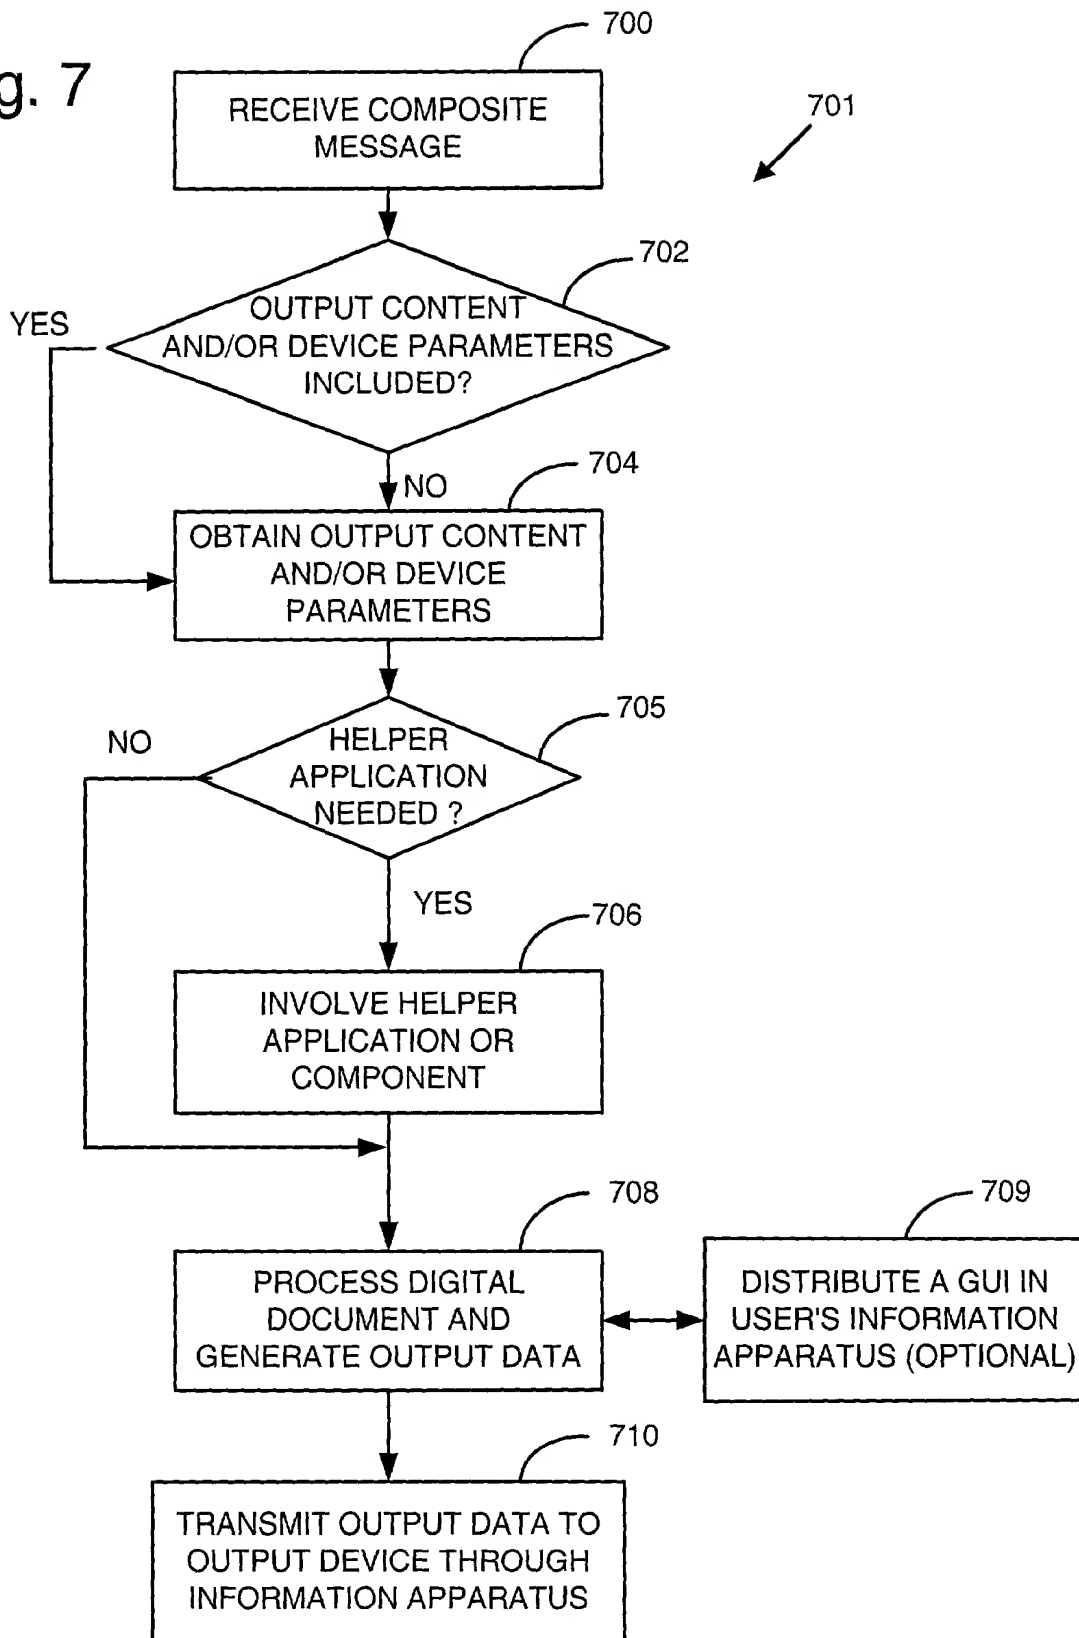 g. 7
700
RECEIVE COMPOSITE
MESSAGE
701
702
OUTPUT CONTENT
AND/OR DEVICE PARAMETERS
INCLUDED?
YES
NO
704
OBTAIN OUTPUT CONTENT
AND/OR DEVICE
PARAMETERS
705
HELPER
APPLICATION
NEEDED ?
NO
YES
706
INVOLVE HELPER
APPLICATION OR
COMPONENT
708
PROCESS DIGITAL
DOCUMENT AND
GENERATE OUTPUT DATA
709
DISTRIBUTE A GUI IN
USER'S INFORMATION
APPARATUS (OPTIONAL)
710
TRANSMIT OUTPUT DATA TO
OUTPUT DEVICE THROUGH
INFORMATION APPARATUS